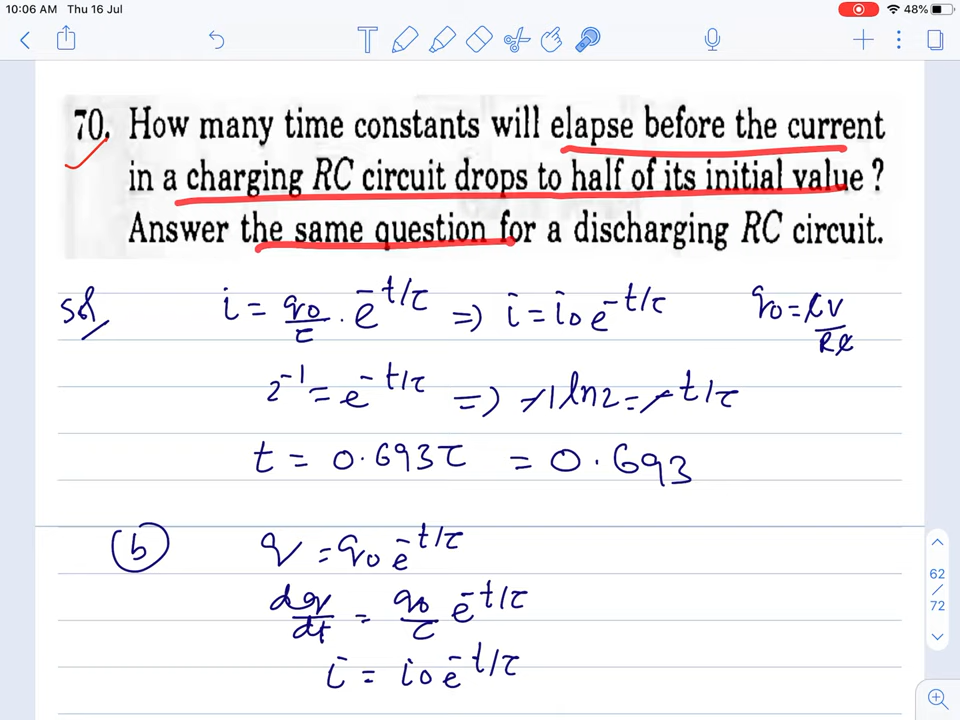 10:06 AM Thu 16 Jul
48%
T
70. How many time constants will elapse before the current
in a charging RC circuit drops to half of its initial value ?
Answer the same question for a discharging RC circuit.
Sol i = q0/τ . e^-t/τ => i = i0 e^-t/τ q0 = CV/RC
2^-1 = e^-t/τ => -1 ln2 = -t/τ
t = 0.693τ = 0.693
(b) q = q0 e^-t/τ
dq/dt = q0/τ e^-t/τ
i = i0 e^-t/τ
62
/
72